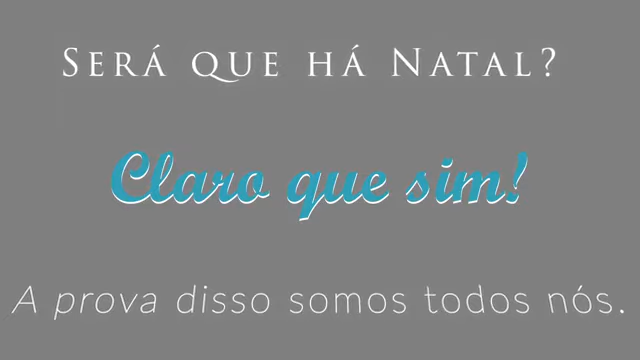 Será que há Natal?
Claro que sim!
A prova disso somos todos nós.